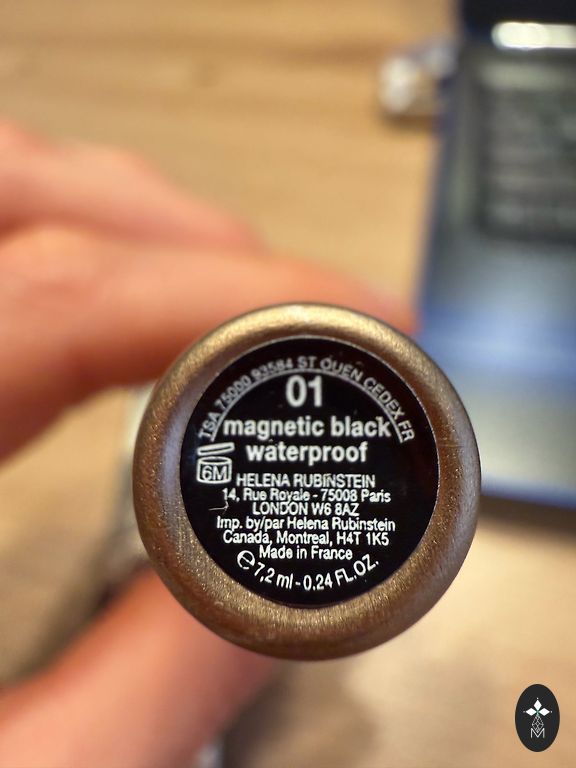 TSA 75000 93584 ST OUEN CEDEX FR
01
magnetic black
waterproof
6M
HELENA RUBINSTEIN
14, Rue Royale - 75008 Paris
LONDON W6 8AZ
Imp. by/par Helena Rubinstein
Canada, Montreal, H4T 1K5
Made in France
℮7,2 ml - 0.24 FL.OZ.
M